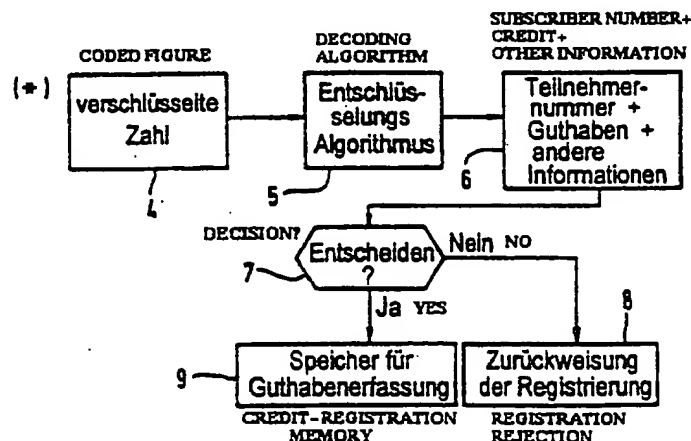 SUBSCRIBER NUMBER+
CREDIT+
OTHER INFORMATION
DECODING
ALGORITHM
CODED FIGURE
(*)
verschlüsseite
Zahl
4
Entschlüs-
selungs
Algorithmus
5
Teilnehmer-
nummer +
Guthaben +
andere
Informationen
6
DECISION?
Entscheiden
?
7
Nein NO
Ja YES
8
9
Speicher für
Guthabenerfassung
CREDIT-REGISTRATION
MEMORY
Zurückweisung
der Registrierung
REGISTRATION
REJECTION